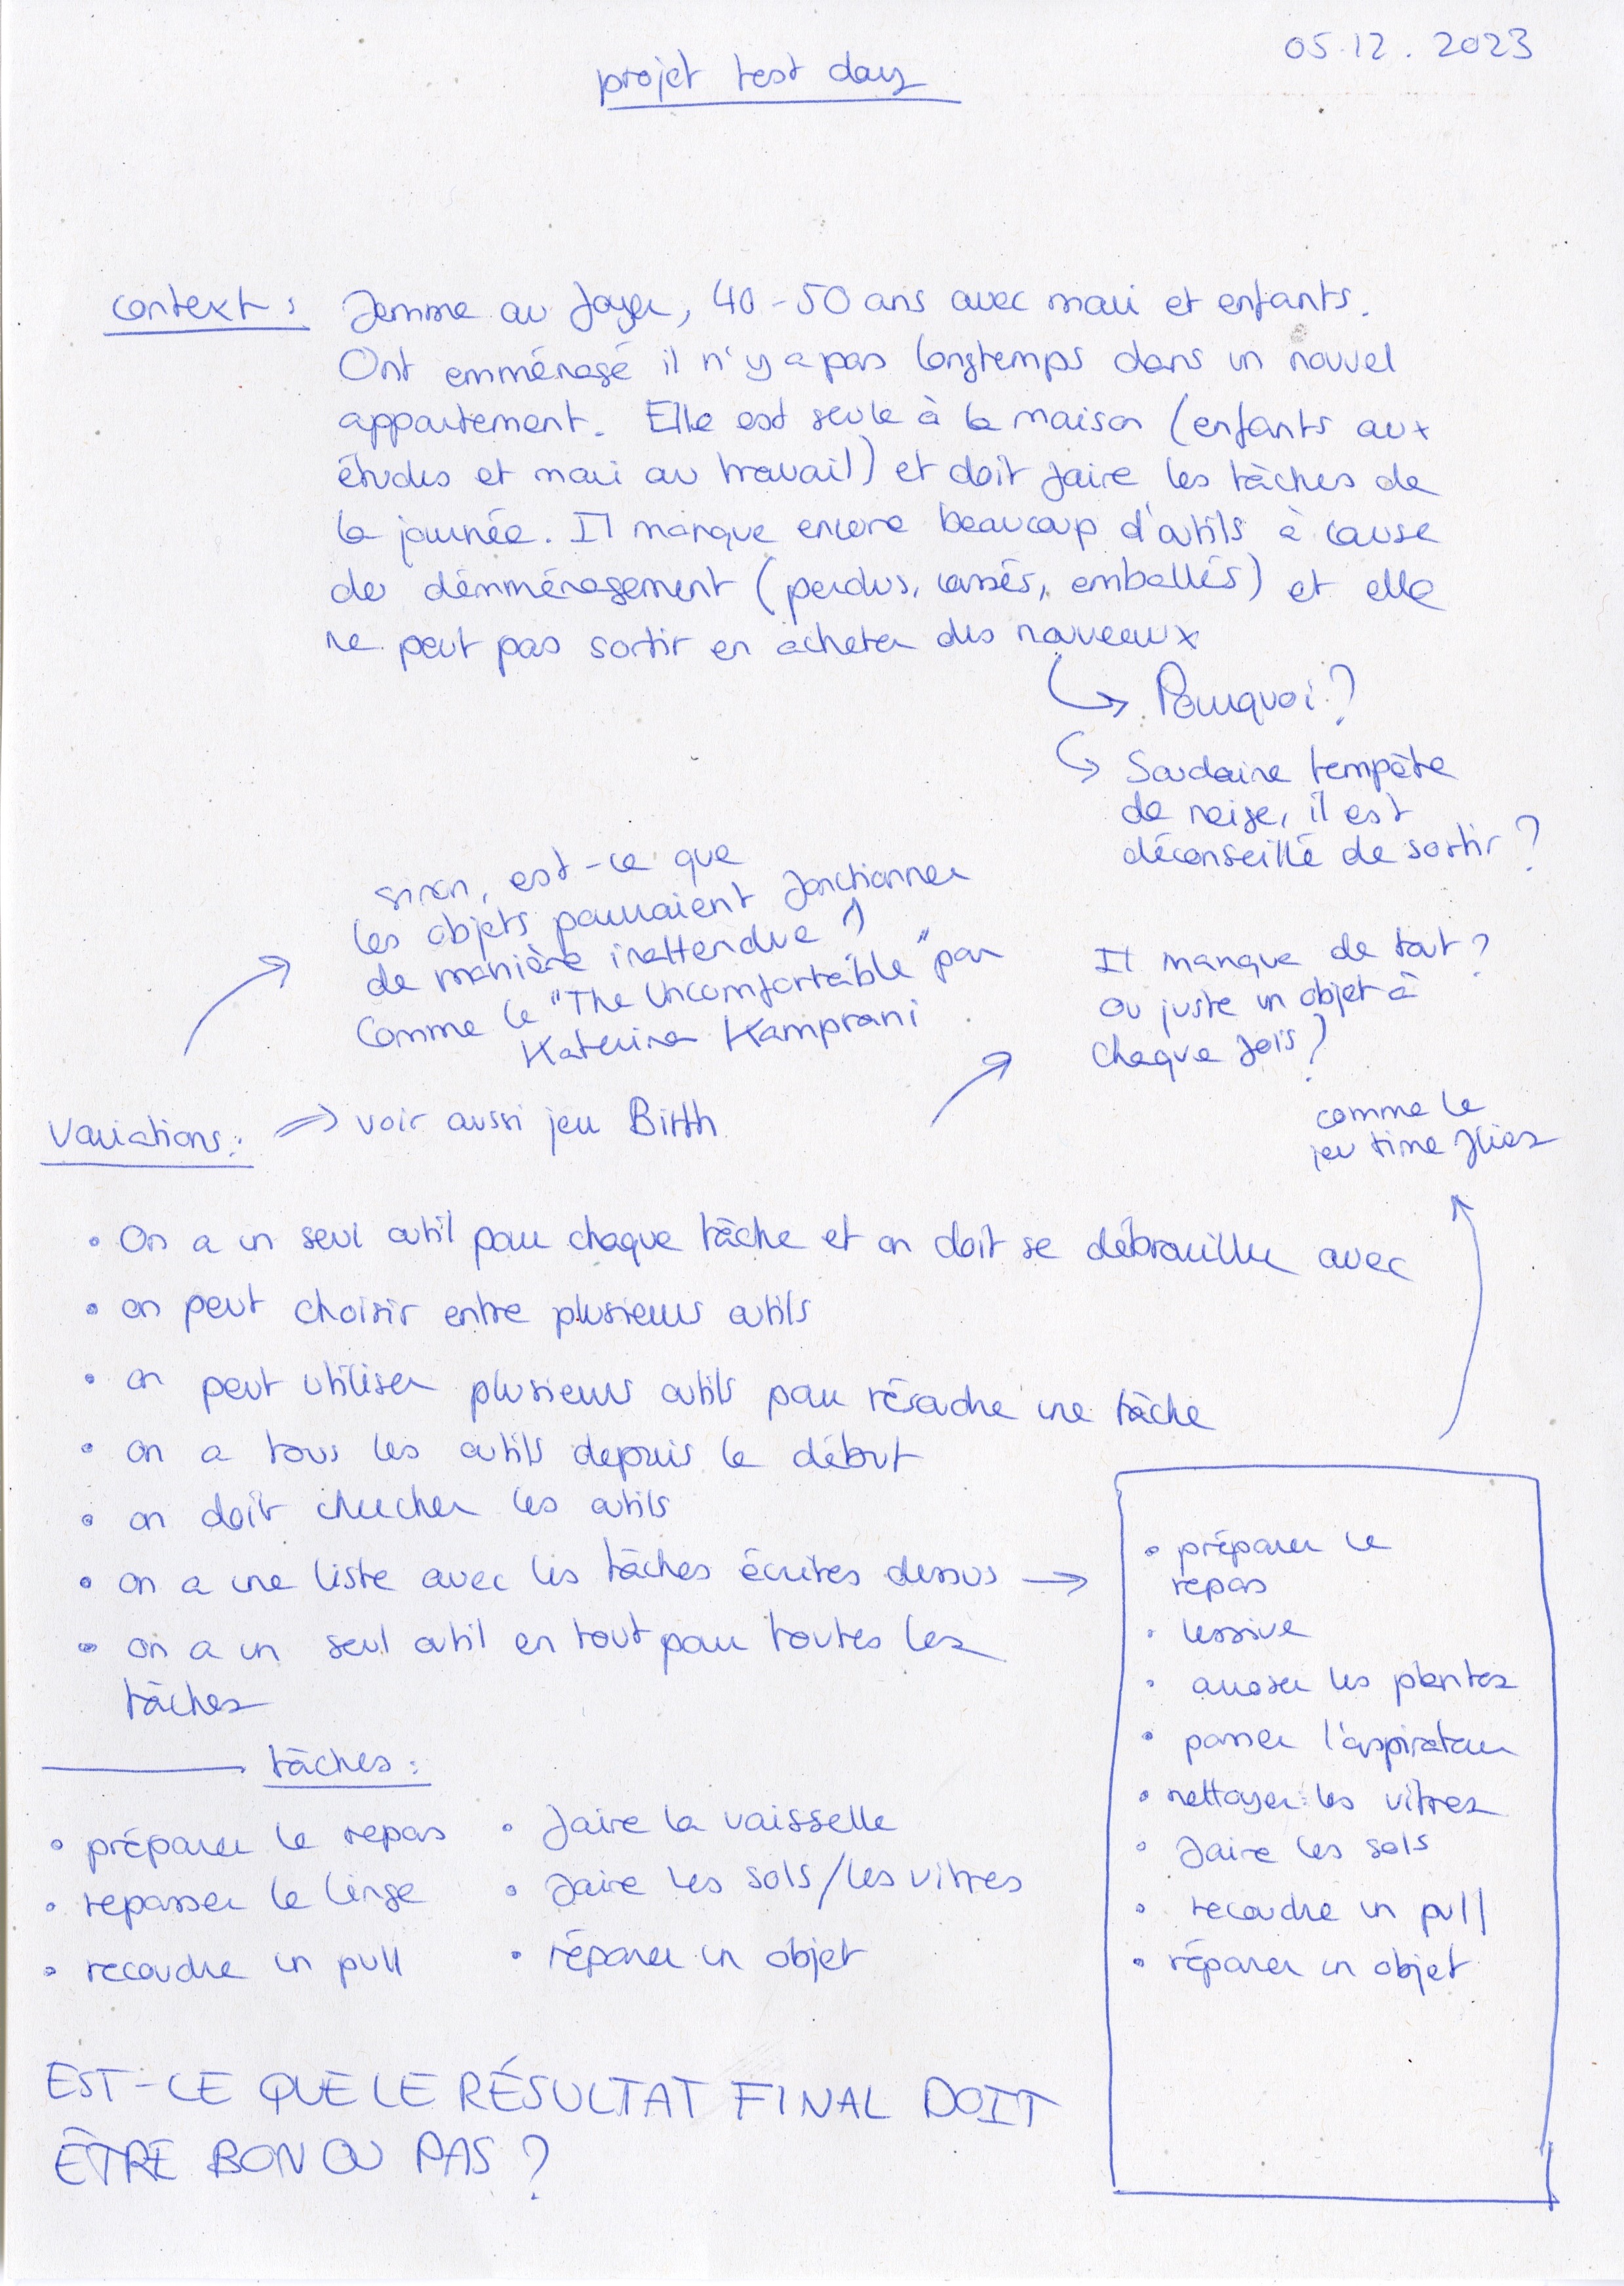 05.12.2023
projet test day
context : femme au foyer, 40-50 ans avec mari et enfants.
Ont emménagé il n'y a pas longtemps dans un nouvel
appartement. Elle est seule à la maison (enfants aux
études et mari au travail) et doit faire les tâches de
la journée. Il manque encore beaucoup d'outils à cause
du démménagement (perdus, cassés, emballés) et elle
ne peut pas sortir en acheter des nouveaux
↳ Pourquoi ?
↳ Soudaine tempête
de neige, il est
déconseillé de sortir ?
sinon, est-ce que
les objets pourraient fonctionner
de manière inattendue ?
Comme le "The Uncomfortable" par
Katerina Kamprani
Il manque de tout ?
ou juste un objet à
chaque fois ?
comme le
jeu time flies
Variations : => voir aussi jeu Birth
• On a un seul outil pour chaque tâche et on doit se débrouiller avec
• on peut choisir entre plusieurs outils
• on peut utiliser plusieurs outils pour résoudre une tâche
• on a tous les outils depuis le début
• on doit chercher les outils
• on a une liste avec les tâches écrites dessus →
• on a un seul outil en tout pour toutes les
tâches
• préparer le
repas
• lessive
• arroser les plantes
• passer l'aspirateur
• nettoyer les vitres
• faire les sols
• recoudre un pull
• réparer un objet
tâches :
• préparer le repas
• repasser le linge
• recoudre un pull
• faire la vaisselle
• faire les sols/les vitres
• réparer un objet
EST-CE QUE LE RÉSULTAT FINAL DOIT
ÊTRE BON OU PAS ?